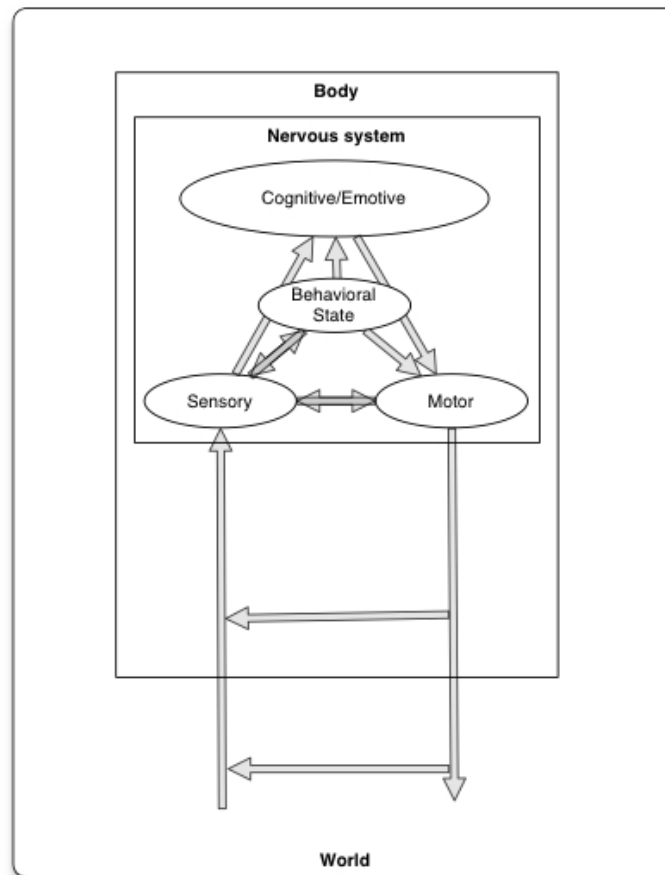 Body
Nervous system
Cognitive/Emotive
Behavioral
State
Sensory
Motor
World